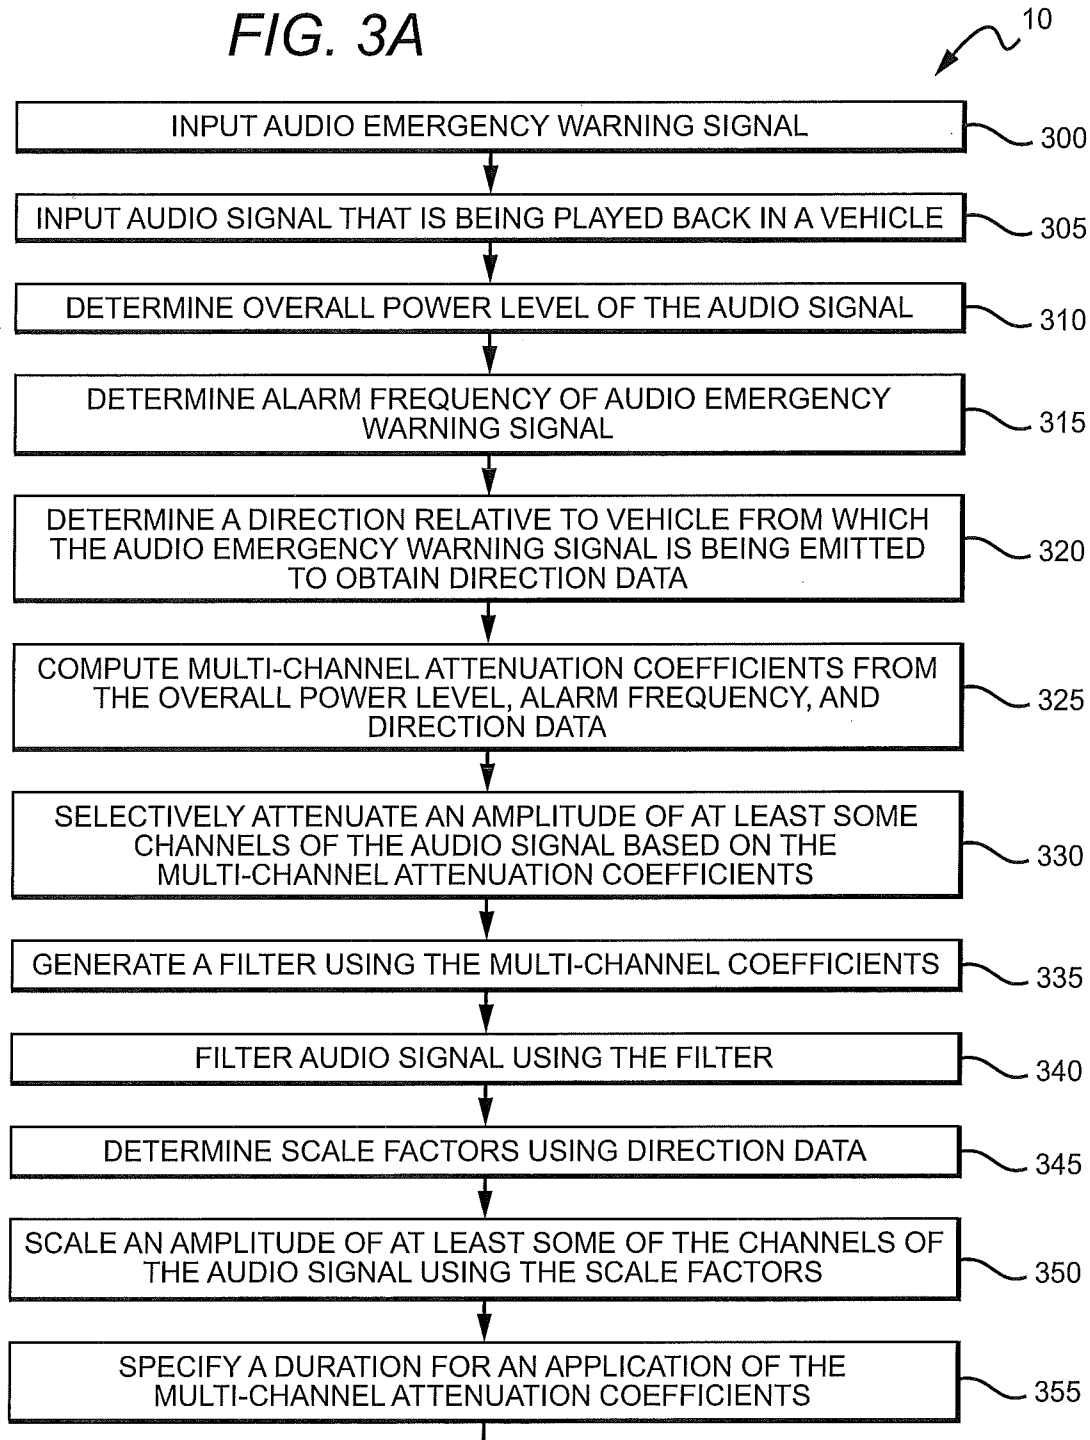 FIG. 3A
10
INPUT AUDIO EMERGENCY WARNING SIGNAL
300
INPUT AUDIO SIGNAL THAT IS BEING PLAYED BACK IN A VEHICLE
305
DETERMINE OVERALL POWER LEVEL OF THE AUDIO SIGNAL
310
DETERMINE ALARM FREQUENCY OF AUDIO EMERGENCY
WARNING SIGNAL
315
DETERMINE A DIRECTION RELATIVE TO VEHICLE FROM WHICH
THE AUDIO EMERGENCY WARNING SIGNAL IS BEING EMITTED
TO OBTAIN DIRECTION DATA
320
COMPUTE MULTI-CHANNEL ATTENUATION COEFFICIENTS FROM
THE OVERALL POWER LEVEL, ALARM FREQUENCY, AND
DIRECTION DATA
325
SELECTIVELY ATTENUATE AN AMPLITUDE OF AT LEAST SOME
CHANNELS OF THE AUDIO SIGNAL BASED ON THE
MULTI-CHANNEL ATTENUATION COEFFICIENTS
330
GENERATE A FILTER USING THE MULTI-CHANNEL COEFFICIENTS
335
FILTER AUDIO SIGNAL USING THE FILTER
340
DETERMINE SCALE FACTORS USING DIRECTION DATA
345
SCALE AN AMPLITUDE OF AT LEAST SOME OF THE CHANNELS OF
THE AUDIO SIGNAL USING THE SCALE FACTORS
350
SPECIFY A DURATION FOR AN APPLICATION OF THE
MULTI-CHANNEL ATTENUATION COEFFICIENTS
355